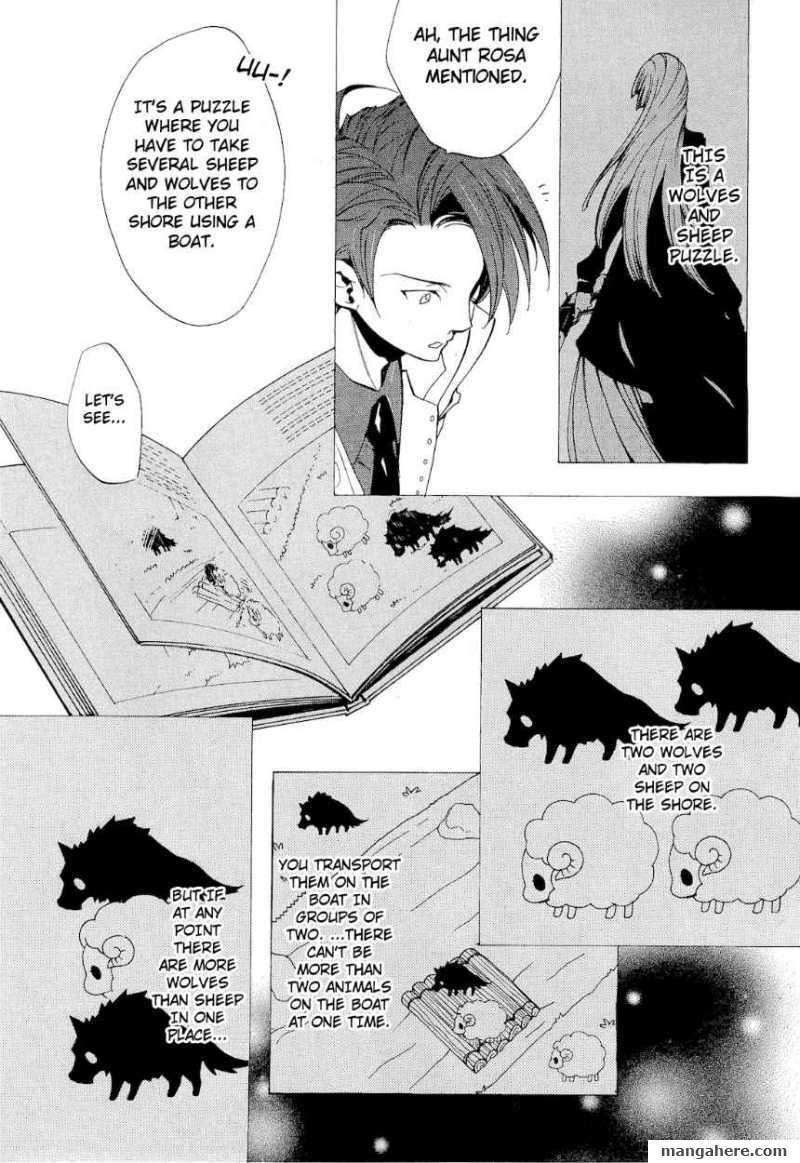 THIS
IS A
WOLVES
AND
SHEEP
PUZZLE.
AH, THE THING
AUNT ROSA
MENTIONED.
UU-!
IT'S A PUZZLE
WHERE YOU
HAVE TO TAKE
SEVERAL SHEEP
AND WOLVES TO
THE OTHER
SHORE USING A
BOAT.
LET'S
SEE...
THERE ARE
TWO WOLVES
AND TWO
SHEEP ON
THE SHORE.
YOU TRANSPORT
THEM ON THE
BOAT IN
GROUPS OF
TWO. ...THERE
CAN'T BE
MORE THAN
TWO ANIMALS
ON THE BOAT
AT ONE TIME.
BUT IF
AT ANY
POINT
THERE
ARE MORE
WOLVES
THAN SHEEP
IN ONE
PLACE...
mangahere.com